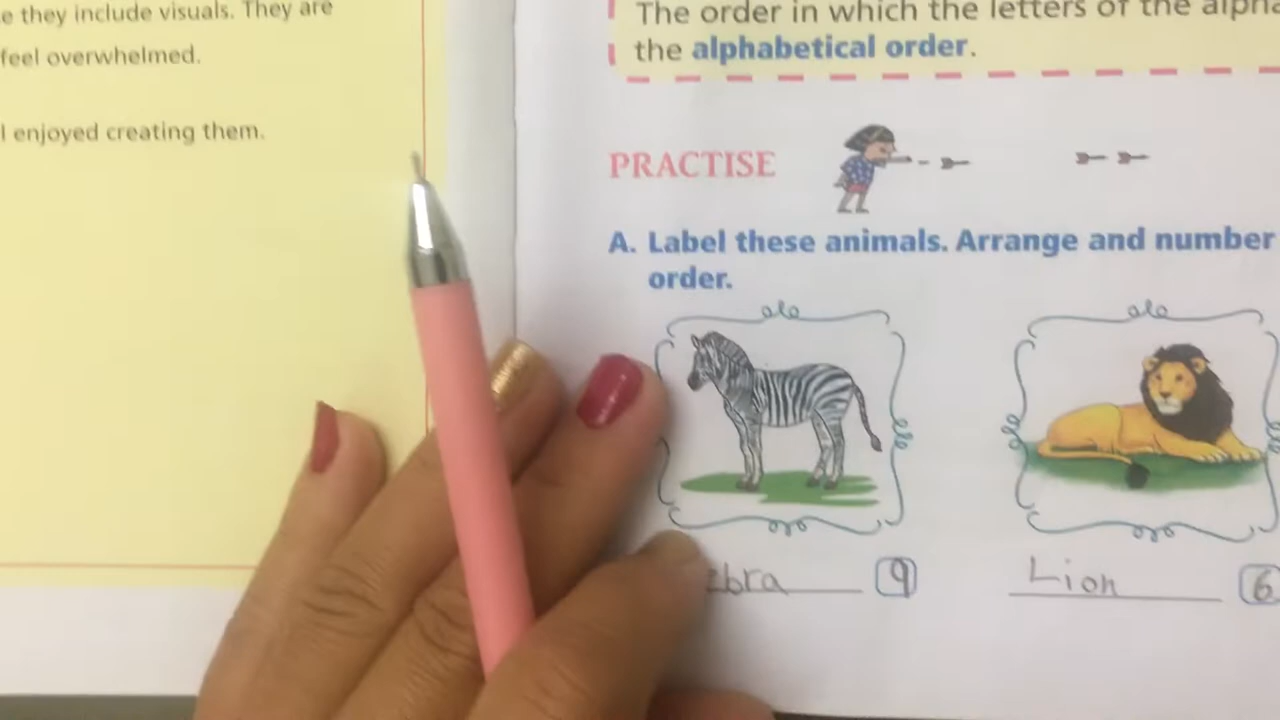 e they include visuals. They are
feel overwhelmed.
I enjoyed creating them.
The order in which the letters of the alpha
the alphabetical order.
PRACTISE
A. Label these animals. Arrange and number
order.
ebra 9 Lion 6